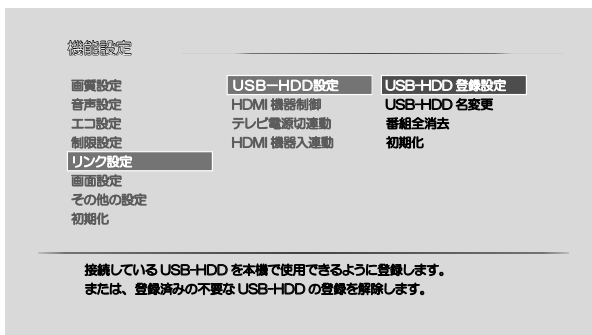 機能設定
画質設定
音声設定
エコ設定
制限設定
リンク設定
画面設定
その他の設定
初期化
USB－HDD設定
HDMI 機器制御
テレビ電源切連動
HDMI 機器入連動
USB-HDD 登録設定
USB-HDD 名変更
番組全消去
初期化
接続している USB-HDD を本機で使用できるように登録します。
または、登録済みの不要な USB-HDD の登録を解除します。